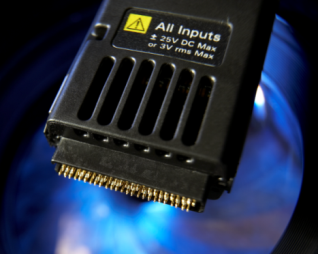 All Inputs
± 25V DC Max
or 3V rms Max